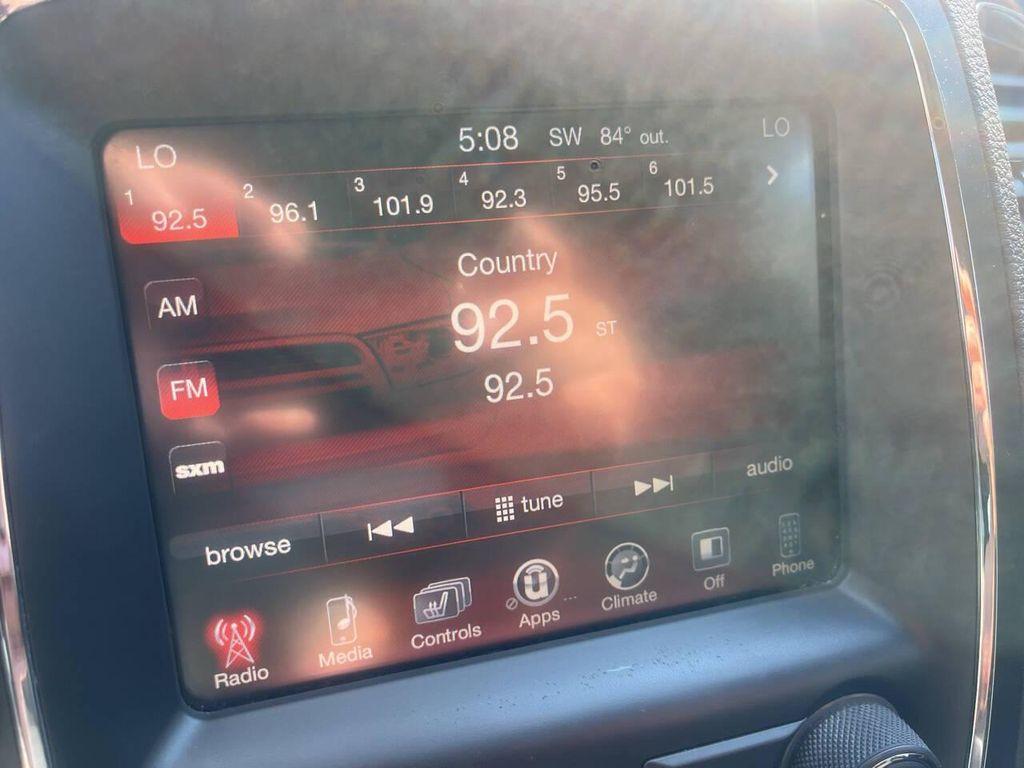 LO 5:08 SW 84° out. LO
1 92.5 2 96.1 3 101.9 4 92.3 5 95.5 6 101.5
Country
AM
92.5 ST
FM
92.5
sxm
browse tune audio
Radio Media Controls Apps Climate Off Phone